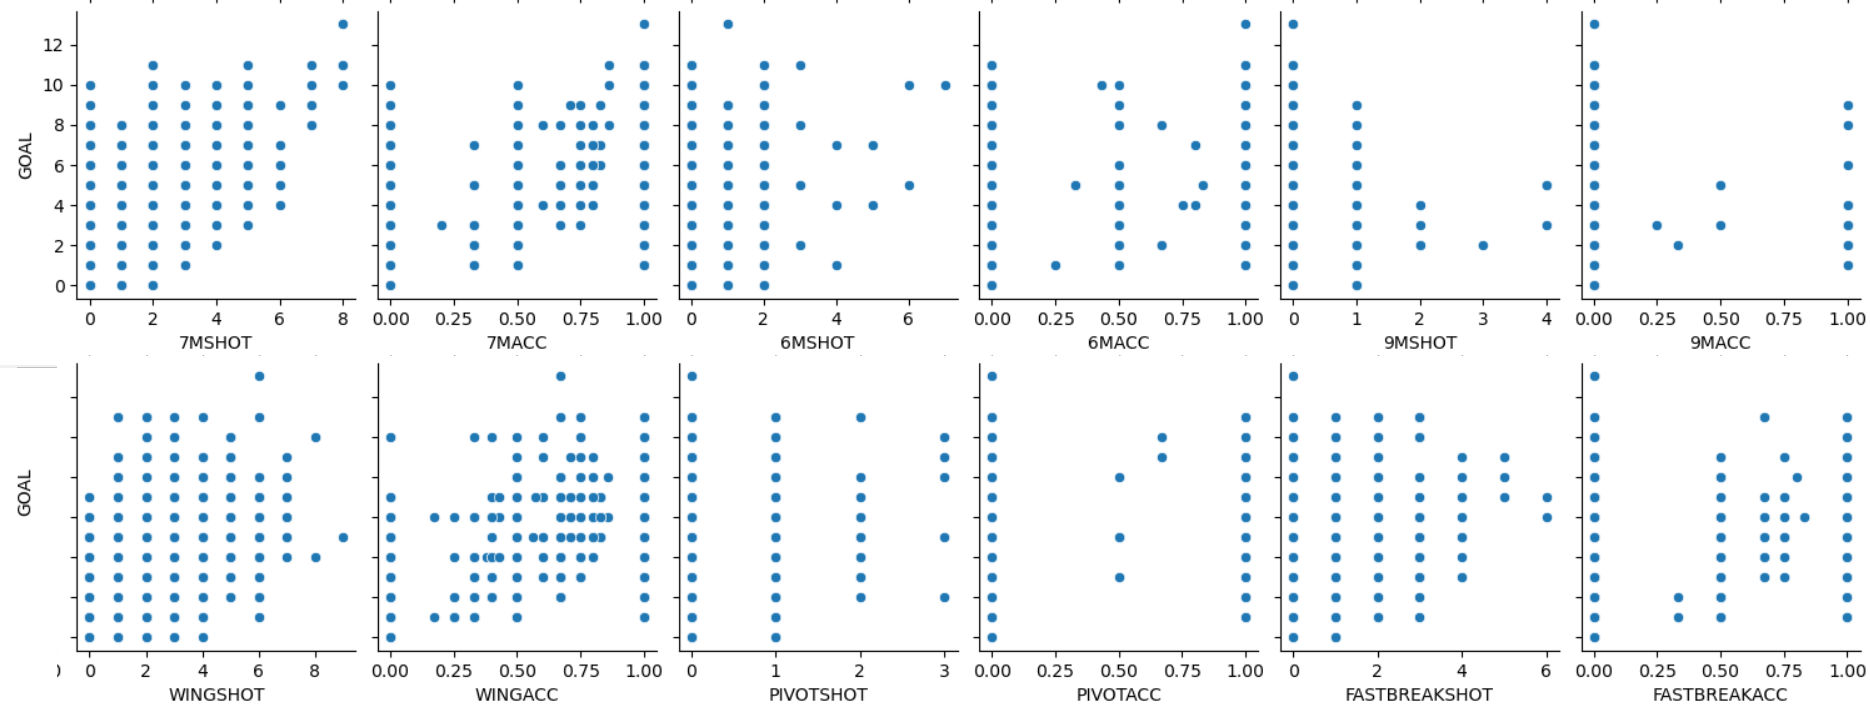 GOAL
12
10
8
6
4
2
0
0 2 4 6 8
7MSHOT
0.00 0.25 0.50 0.75 1.00
7MACC
0 2 4 6
6MSHOT
0.00 0.25 0.50 0.75 1.00
6MACC
0 1 2 3 4
9MSHOT
0.00 0.25 0.50 0.75 1.00
9MACC
GOAL
0 2 4 6 8
WINGSHOT
0.00 0.25 0.50 0.75 1.00
WINGACC
0 1 2 3
PIVOTSHOT
0.00 0.25 0.50 0.75 1.00
PIVOTACC
0 2 4 6
FASTBREAKSHOT
0.00 0.25 0.50 0.75 1.00
FASTBREAKACC